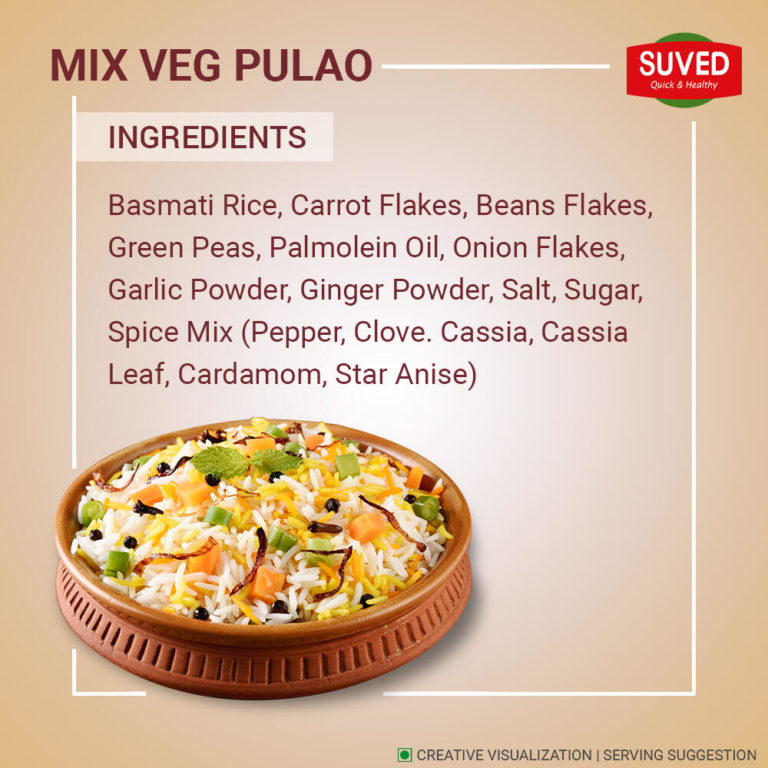 MIX VEG PULAO
SUVED
Quick & Healthy
INGREDIENTS
Basmati Rice, Carrot Flakes, Beans Flakes,
Green Peas, Palmolein Oil, Onion Flakes,
Garlic Powder, Ginger Powder, Salt, Sugar,
Spice Mix (Pepper, Clove. Cassia, Cassia
Leaf, Cardamom, Star Anise)
CREATIVE VISUALIZATION | SERVING SUGGESTION